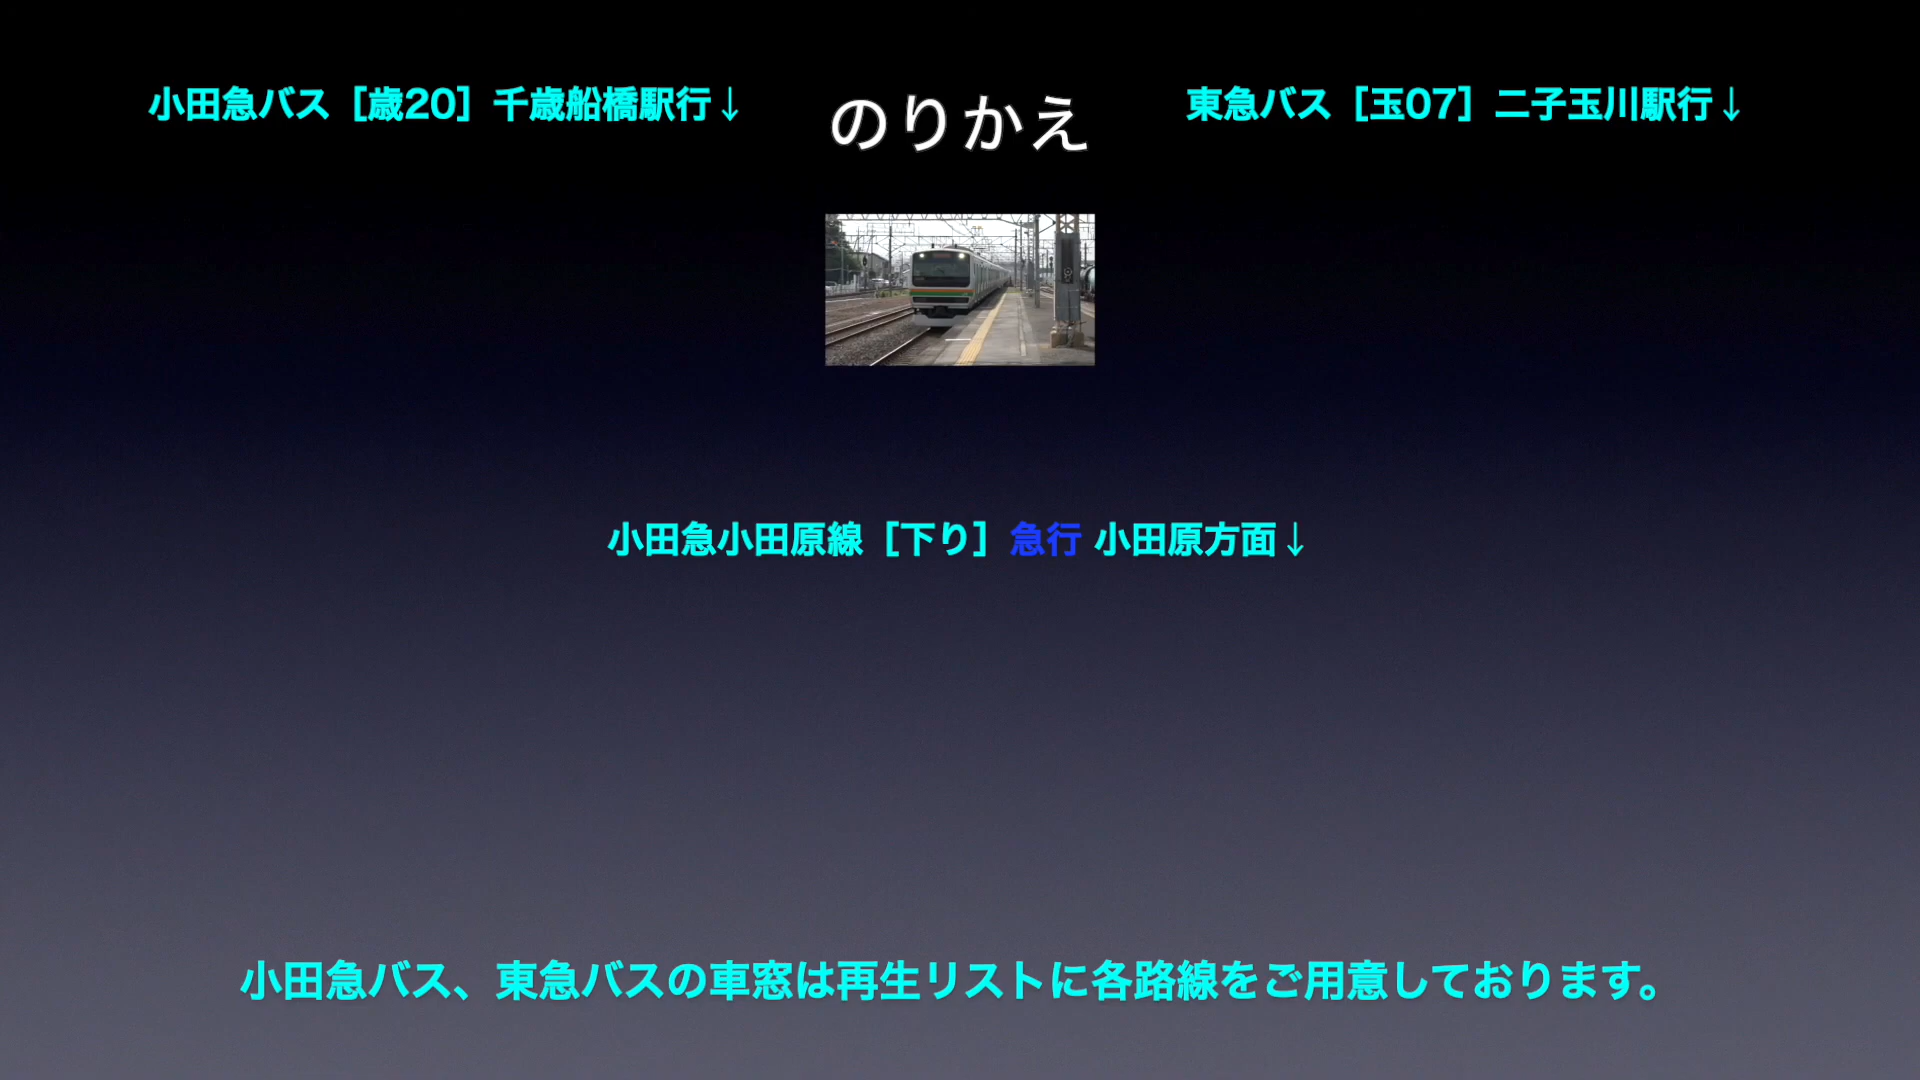 小田急バス［歳20］千歳船橋駅行↓
のりかえ
東急バス［玉07］二子玉川駅行↓
小田急小田原線［下り］急行 小田原方面↓
小田急バス、東急バスの車窓は再生リストに各路線をご用意しております。